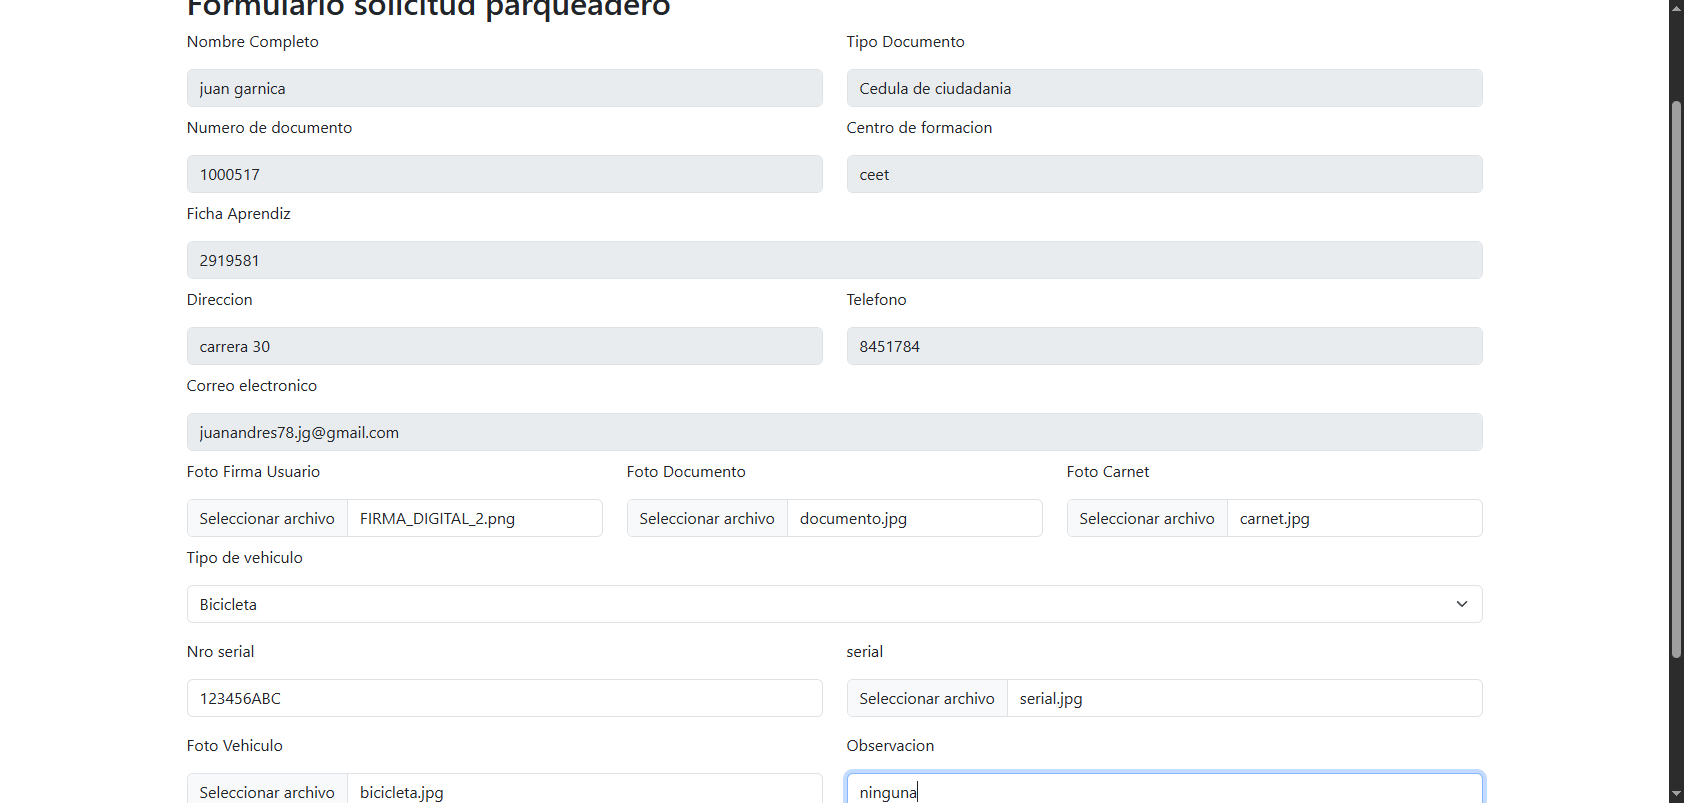 Formulario solicitud parqueadero
Nombre Completo
Tipo Documento
juan garnica
Cedula de ciudadania
Numero de documento
Centro de formacion
1000517
ceet
Ficha Aprendiz
2919581
Direccion
Telefono
carrera 30
8451784
Correo electronico
juanandres78.jg@gmail.com
Foto Firma Usuario
Foto Documento
Foto Carnet
Seleccionar archivo FIRMA_DIGITAL_2.png
Seleccionar archivo documento.jpg
Seleccionar archivo carnet.jpg
Tipo de vehiculo
Bicicleta
Nro serial
serial
123456ABC
Seleccionar archivo serial.jpg
Foto Vehiculo
Observacion
Seleccionar archivo bicicleta.jpg
ninguna